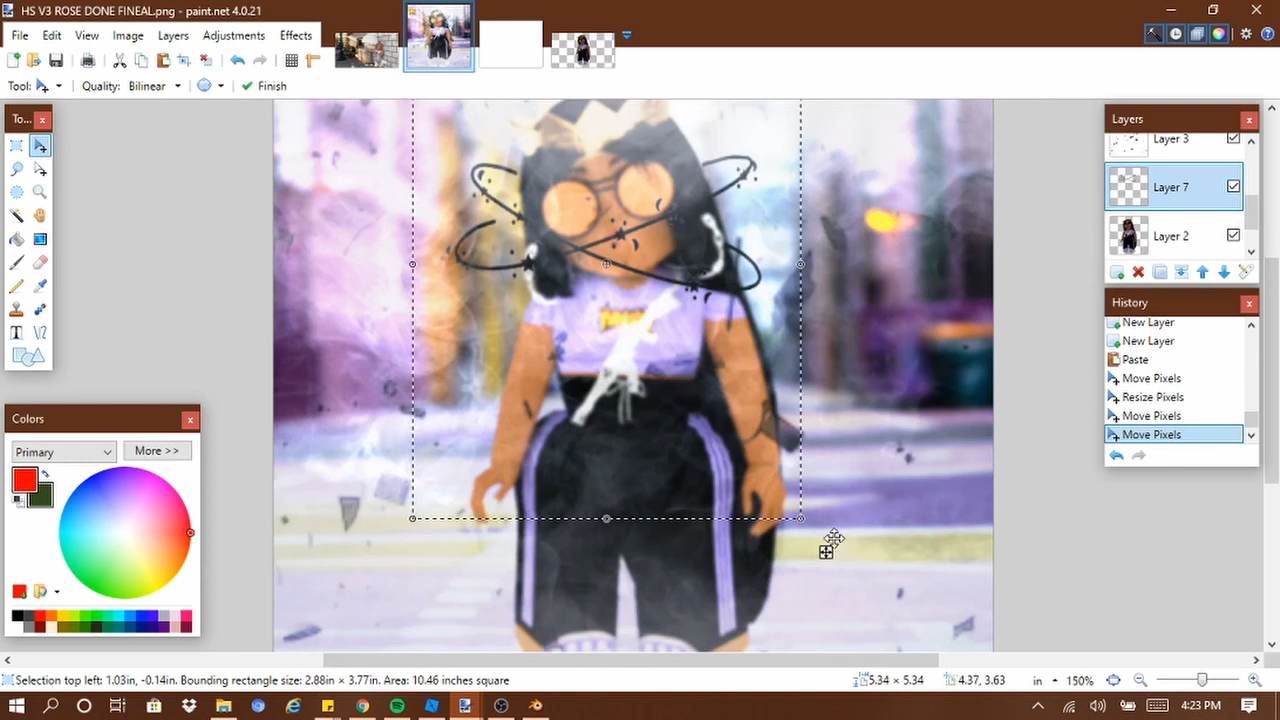 HS V3 ROSE DONE FINEAL.png - paint.net 4.0.21
File Edit View Image Layers Adjustments Effects
Tool: Quality: Bilinear Finish
To...
Layers
Layer 3
Layer 7
Layer 2
History
New Layer
New Layer
Paste
Move Pixels
Resize Pixels
Move Pixels
Move Pixels
Colors
Primary More >>
Selection top left: 1.03in, -0.14in. Bounding rectangle size: 2.88in × 3.77in. Area: 10.46 inches square 5.34 × 5.34 4.37, 3.63 in 150%
4:23 PM